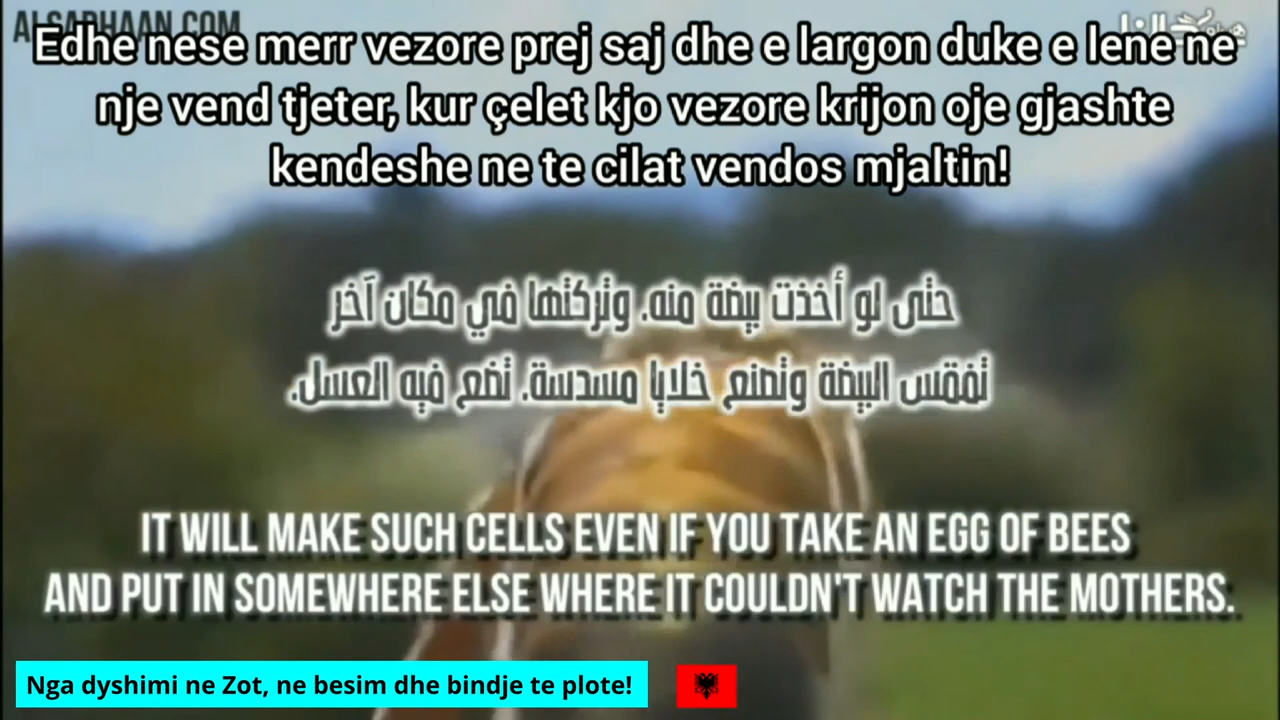 ALSARHAAN.COM
Edhe nese merr vezore prej saj dhe e largon duke e lene ne
nje vend tjeter, kur çelet kjo vezore krijon oje gjashte
kendeshe ne te cilat vendos mjaltin!
حتى لو أخذت بيضة منه. وتركتها في مكان آخر
تفقس البيضة وتصنع خلايا مسدسة. تضع فيه العسل.
IT WILL MAKE SUCH CELLS EVEN IF YOU TAKE AN EGG OF BEES
AND PUT IN SOMEWHERE ELSE WHERE IT COULDN'T WATCH THE MOTHERS.
Nga dyshimi ne Zot, ne besim dhe bindje te plote!